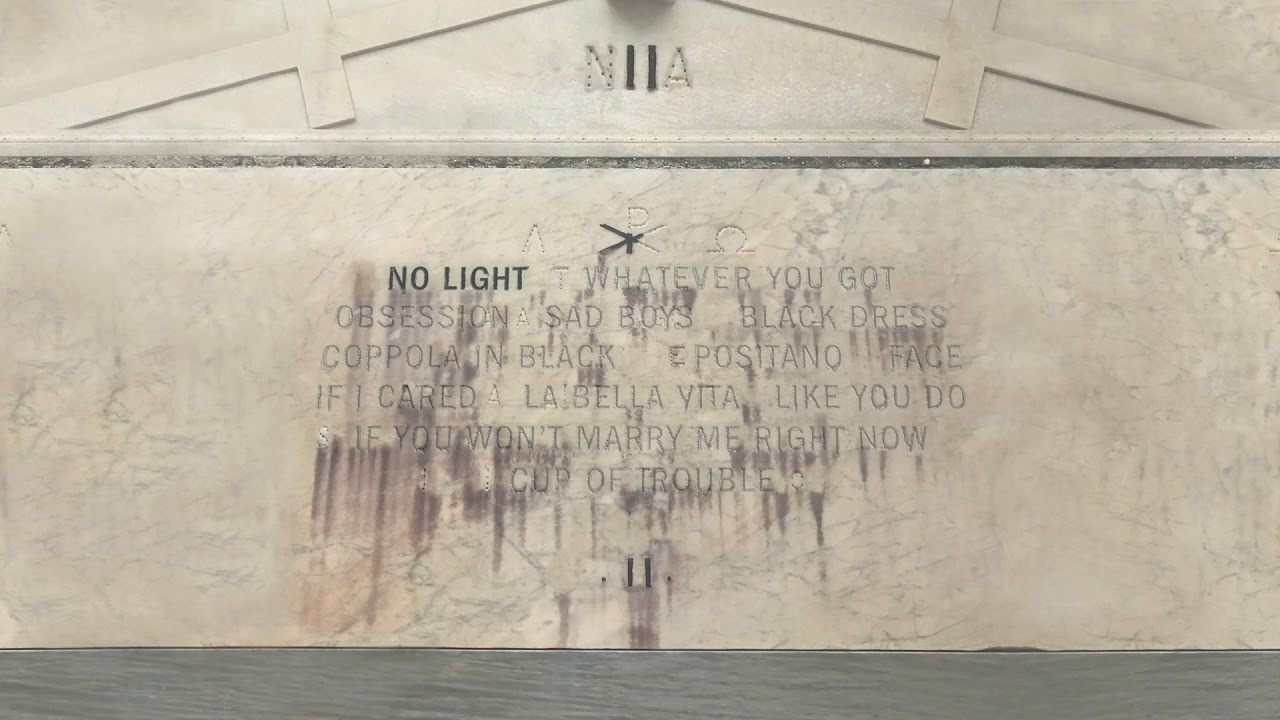 NIIA
Λ ☧ Ω
NO LIGHT T WHATEVER YOU GOT
OBSESSION A SAD BOYS BLACK DRESS
COPPOLA IN BLACK E POSITANO FACE
IF I CARED A LA BELLA VITA LIKE YOU DO
S IF YOU WON'T MARRY ME RIGHT NOW
CUP OF TROUBLE
. II .